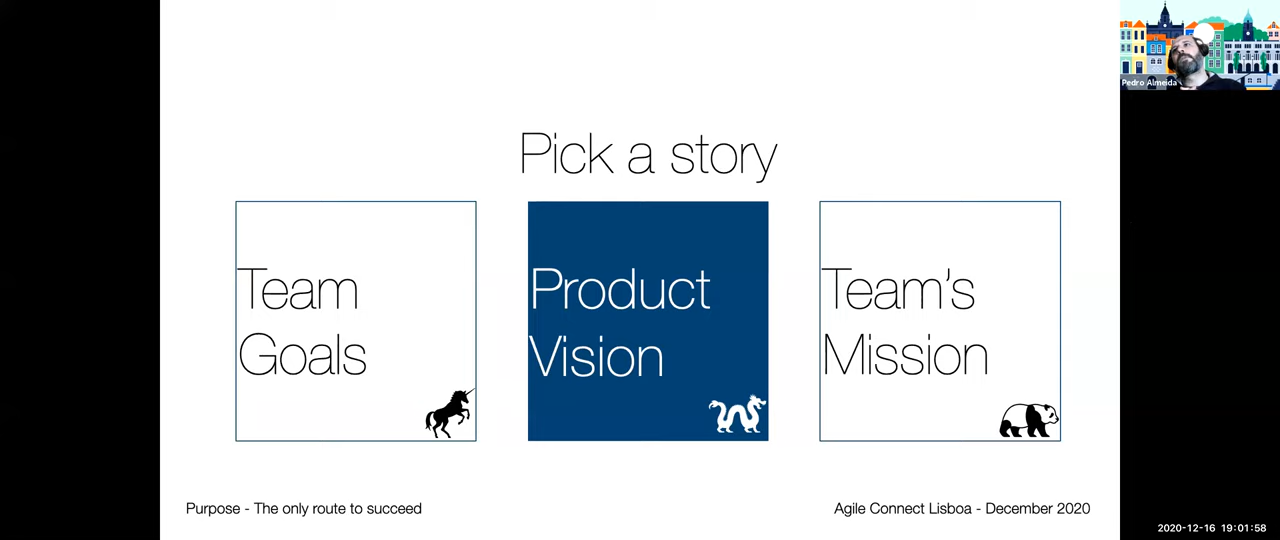 Pedro Almeida
Pick a story
Team
Goals
Product
Vision
Team's
Mission
Purpose - The only route to succeed
Agile Connect Lisboa - December 2020
2020-12-16 19:01:58